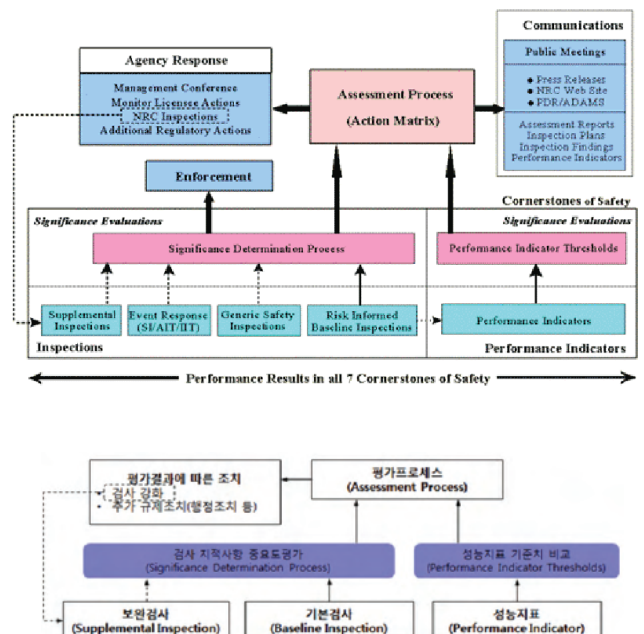 Communications
Public Meetings
◆ Press Releases
● NRC Web Site
◆ PDR/ADAMS
Assessment Reports
Inspection Plans
Inspection Findings
Performance Indicators
Agency Response
Management Conference
Monitor Licensee Actions
NRC Inspections
Additional Regulatory Actions
Assessment Process
(Action Matrix)
Enforcement
Cornerstones of Safety
Significance Evaluations
Significance Evaluations
Significance Determination Process
Performance Indicator Thresholds
Supplemental
Inspections
Event Response
(SI/AIT/IIT)
Generic Safety
Inspections
Risk Informed
Baseline Inspections
Performance Indicators
Inspections
Performance Indicators
Performance Results in all 7 Cornerstones of Safety
평가결과에 따른 조치
• 검사 강화
• 추가 규제조치(행정조치 등)
평가프로세스
(Assessment Process)
검사 지적사항 중요도평가
(Significance Determination Process)
성능지표 기준치 비교
(Performance Indicator Thresholds)
보완검사
(Supplemental Inspection)
기본검사
(Baseline Inspection)
성능지표
(Performance Indicator)